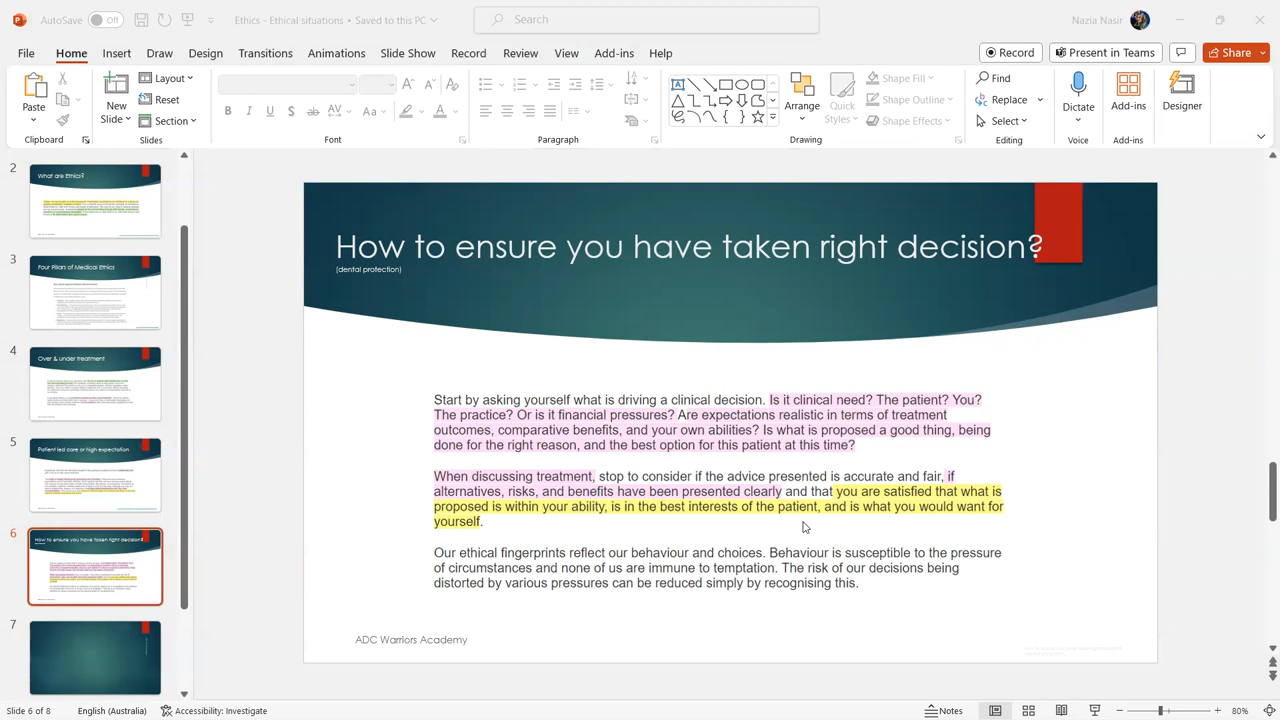 AutoSave Off Ethics - Ethical situations • Saved to this PC Search Nazia Nasir
File Home Insert Draw Design Transitions Animations Slide Show Record Review View Add-ins Help Record Present in Teams Share
Paste New Slide Layout Reset Section Find Replace Select
B I U S ab AV Aa A Arrange Quick Styles Shape Fill Shape Outline Shape Effects Dictate Add-ins Designer
Clipboard Slides Font Paragraph Drawing Editing Voice Add-ins
2
What are Ethics?
3
Four Pillars of Medical Ethics
4
Over & under treatment
5
Patient led care or high expectation
6
How to ensure you have taken right decision?
7
How to ensure you have taken right decision?
(dental protection)
Start by asking yourself what is driving a clinical decision. Is it clinical need? The patient? You?
The practice? Or is it financial pressures? Are expectations realistic in terms of treatment
outcomes, comparative benefits, and your own abilities? Is what is proposed a good thing, being
done for the right reason, and the best option for the patient at this time?
When discussing treatment, stop to consider if the advice presented is accurate and fair, if
alternatives, risks, and benefits have been presented clearly and that you are satisfied that what is
proposed is within your ability, is in the best interests of the patient, and is what you would want for
yourself.
Our ethical fingerprints reflect our behaviour and choices. Behaviour is susceptible to the pressure
of circumstances and none of us are immune to temptation. The risk of our decisions being
distorted by various pressures can be reduced simply by recognising this.
ADC Warriors Academy
Slide 6 of 8 English (Australia) Accessibility: Investigate Notes 80%